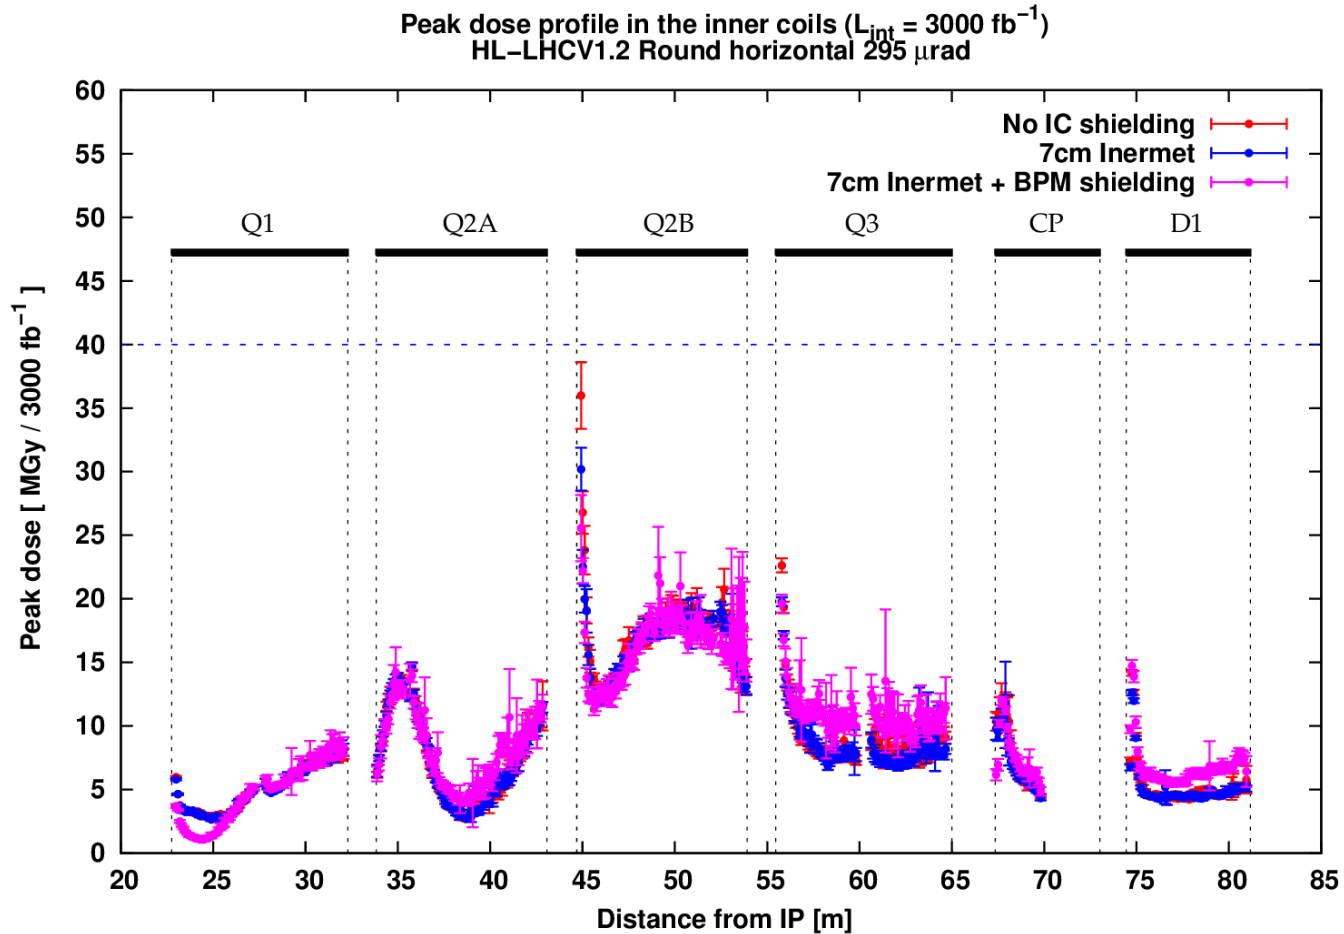 Peak dose profile in the inner coils (Lint = 3000 fb−1)
HL−LHCV1.2 Round horizontal 295 μrad
No IC shielding
7cm Inermet
7cm Inermet + BPM shielding
Q1 Q2A Q2B Q3 CP D1
Peak dose [ MGy / 3000 fb−1 ]
60
55
50
45
40
35
30
25
20
15
10
5
0
20 25 30 35 40 45 50 55 60 65 70 75 80 85
Distance from IP [m]